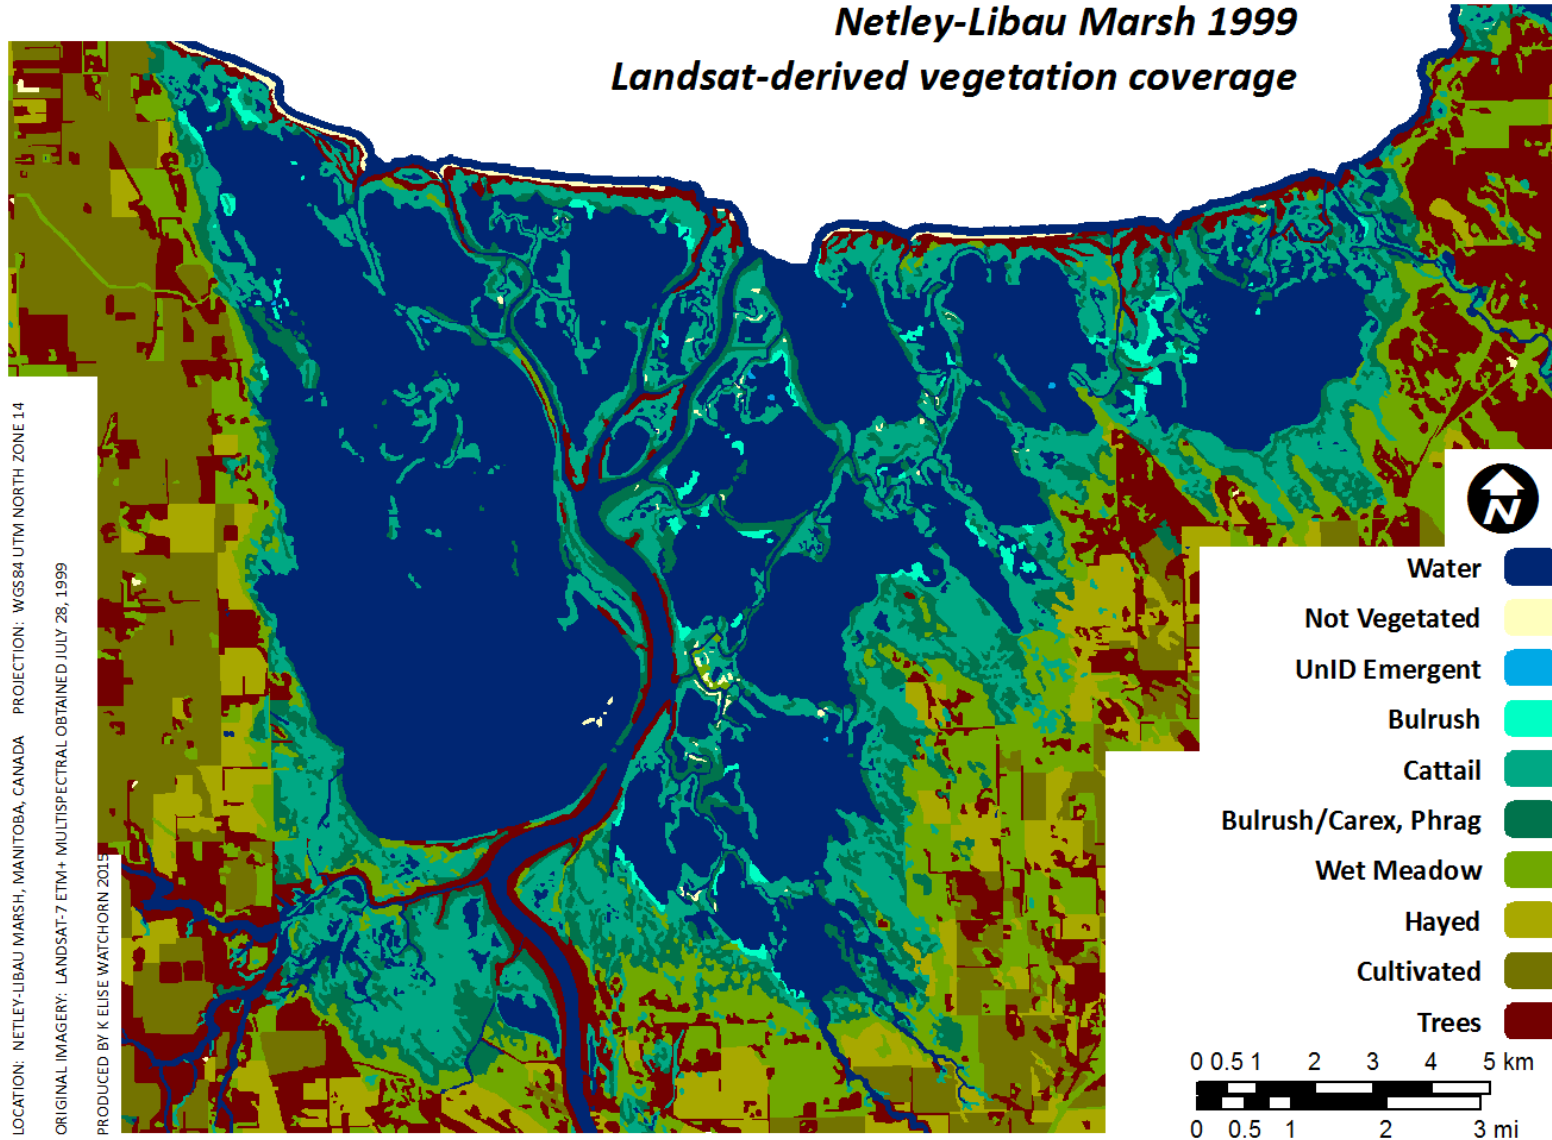 Netley-Libau Marsh 1999
Landsat-derived vegetation coverage
LOCATION: NETLEY-LIBAU MARSH, MANITOBA, CANADA PROJECTION: WGS84 UTM NORTH ZONE 14
ORIGINAL IMAGERY: LANDSAT-7 ETM+ MULTISPECTRAL OBTAINED JULY 28, 1999
PRODUCED BY K ELISE WATCHORN 2015
N
Water
Not Vegetated
UnID Emergent
Bulrush
Cattail
Bulrush/Carex, Phrag
Wet Meadow
Hayed
Cultivated
Trees
0 0.5 1 2 3 4 5 km
0 0.5 1 2 3 mi